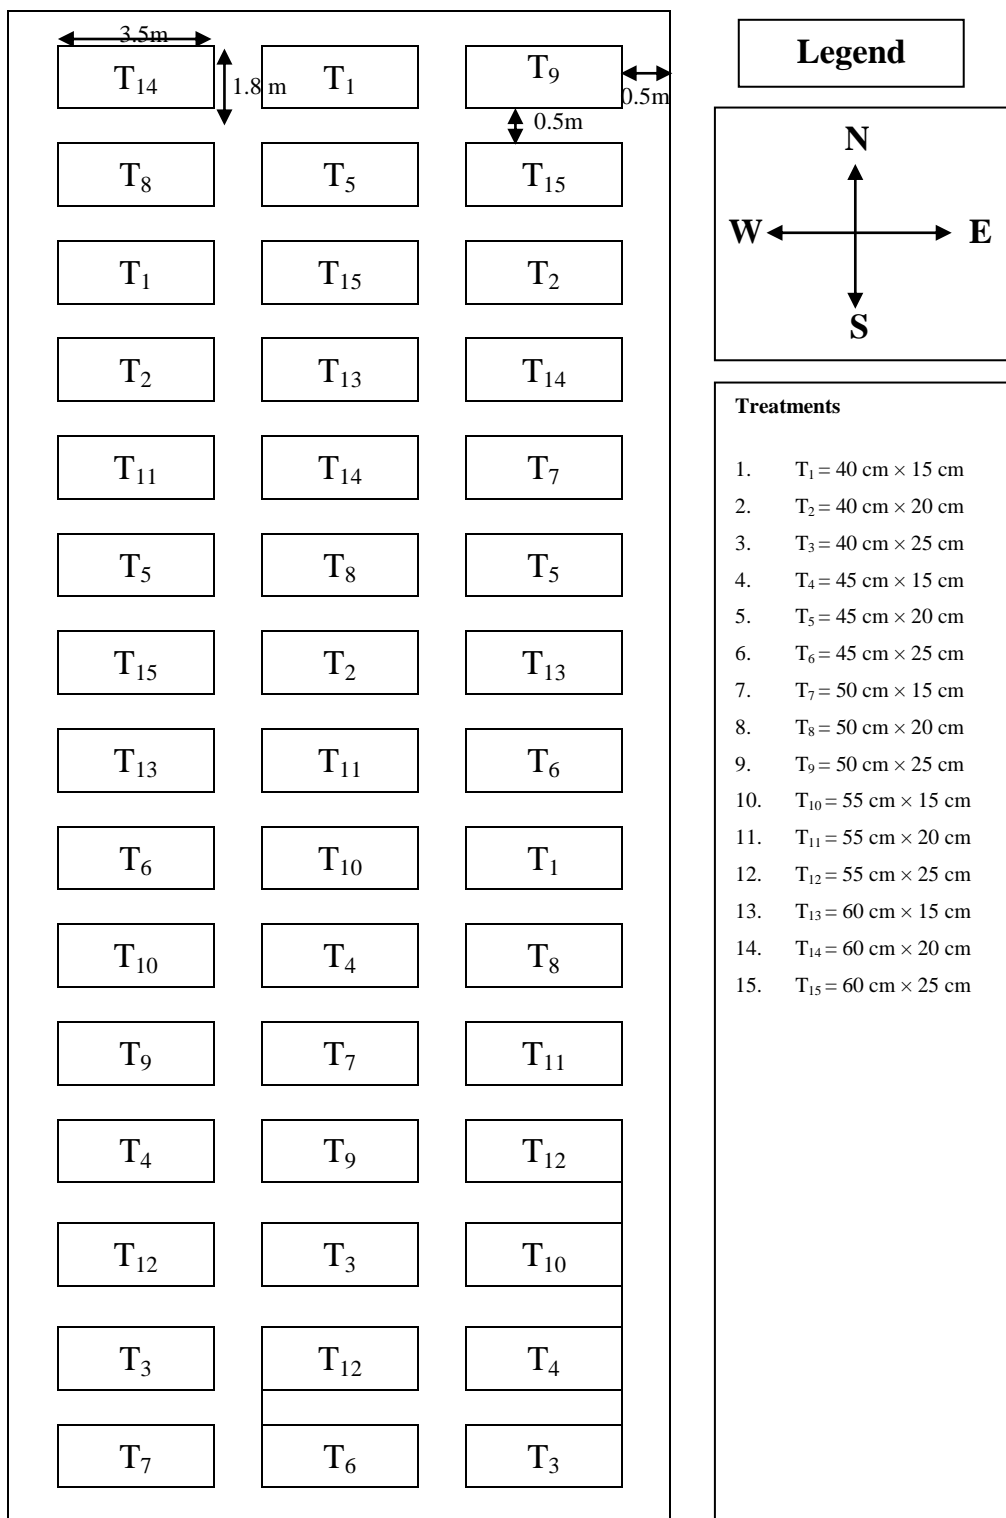 3.5m
T14 T1 T9
1.8 m
0.5m
0.5m
T8 T5 T15
T1 T15 T2
T2 T13 T14
T11 T14 T7
T5 T8 T5
T15 T2 T13
T13 T11 T6
T6 T10 T1
T10 T4 T8
T9 T7 T11
T4 T9 T12
T12 T3 T10
T3 T12 T4
T7 T6 T3
Legend
N
W E
S
Treatments
1. T1 = 40 cm × 15 cm
2. T2 = 40 cm × 20 cm
3. T3 = 40 cm × 25 cm
4. T4 = 45 cm × 15 cm
5. T5 = 45 cm × 20 cm
6. T6 = 45 cm × 25 cm
7. T7 = 50 cm × 15 cm
8. T8 = 50 cm × 20 cm
9. T9 = 50 cm × 25 cm
10. T10 = 55 cm × 15 cm
11. T11 = 55 cm × 20 cm
12. T12 = 55 cm × 25 cm
13. T13 = 60 cm × 15 cm
14. T14 = 60 cm × 20 cm
15. T15 = 60 cm × 25 cm